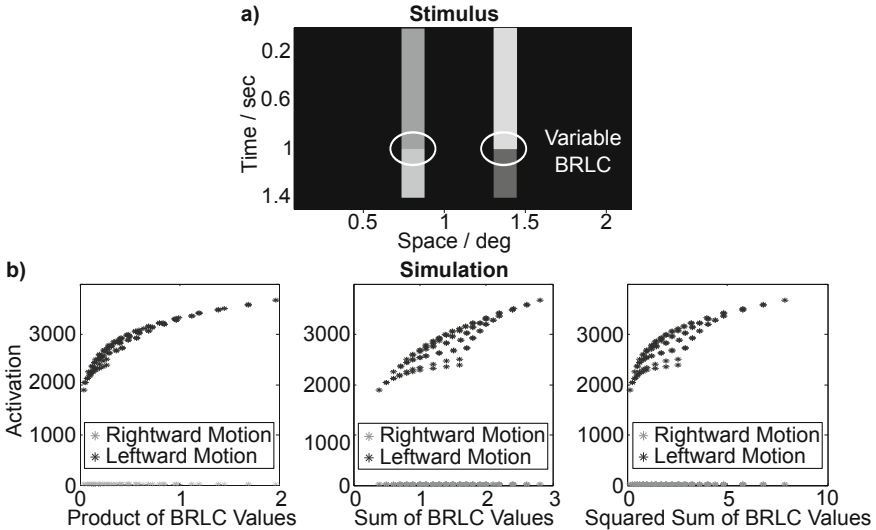 a) Stimulus
Time / sec
0.2
0.6
1
1.4
Variable
BRLC
0.5 1 1.5 2
Space / deg
b) Simulation
Activation
3000
2000
1000
0
0 1 2
Product of BRLC Values
Rightward Motion
Leftward Motion
3000
2000
1000
0
1 2 3
Sum of BRLC Values
Rightward Motion
Leftward Motion
3000
2000
1000
0
0 5 10
Squared Sum of BRLC Values
Rightward Motion
Leftward Motion